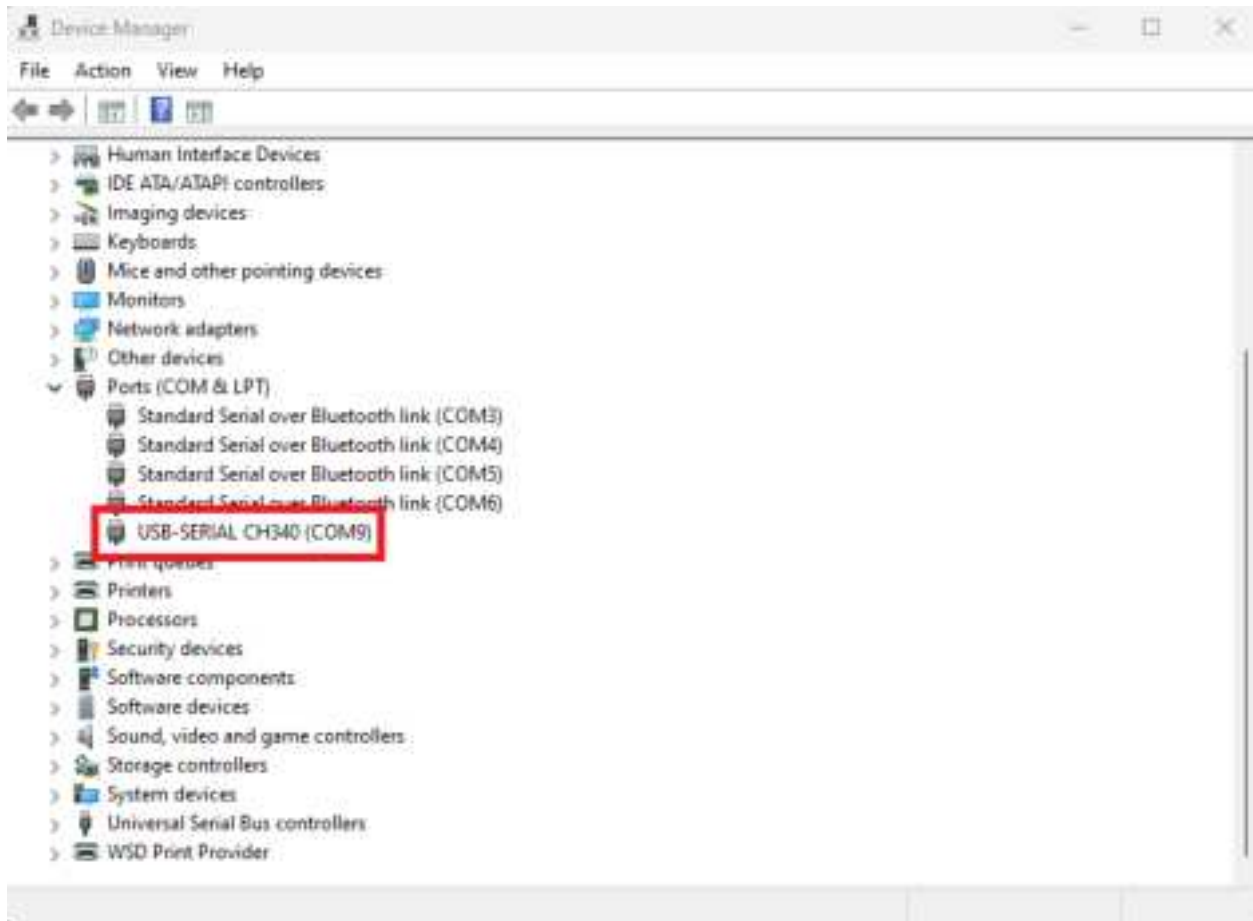 Device Manager
File Action View Help
Human Interface Devices
IDE ATA/ATAPI controllers
Imaging devices
Keyboards
Mice and other pointing devices
Monitors
Network adapters
Other devices
Ports (COM & LPT)
Standard Serial over Bluetooth link (COM3)
Standard Serial over Bluetooth link (COM4)
Standard Serial over Bluetooth link (COM5)
Standard Serial over Bluetooth link (COM6)
USB-SERIAL CH340 (COM9)
Print queues
Printers
Processors
Security devices
Software components
Software devices
Sound, video and game controllers
Storage controllers
System devices
Universal Serial Bus controllers
WSD Print Provider